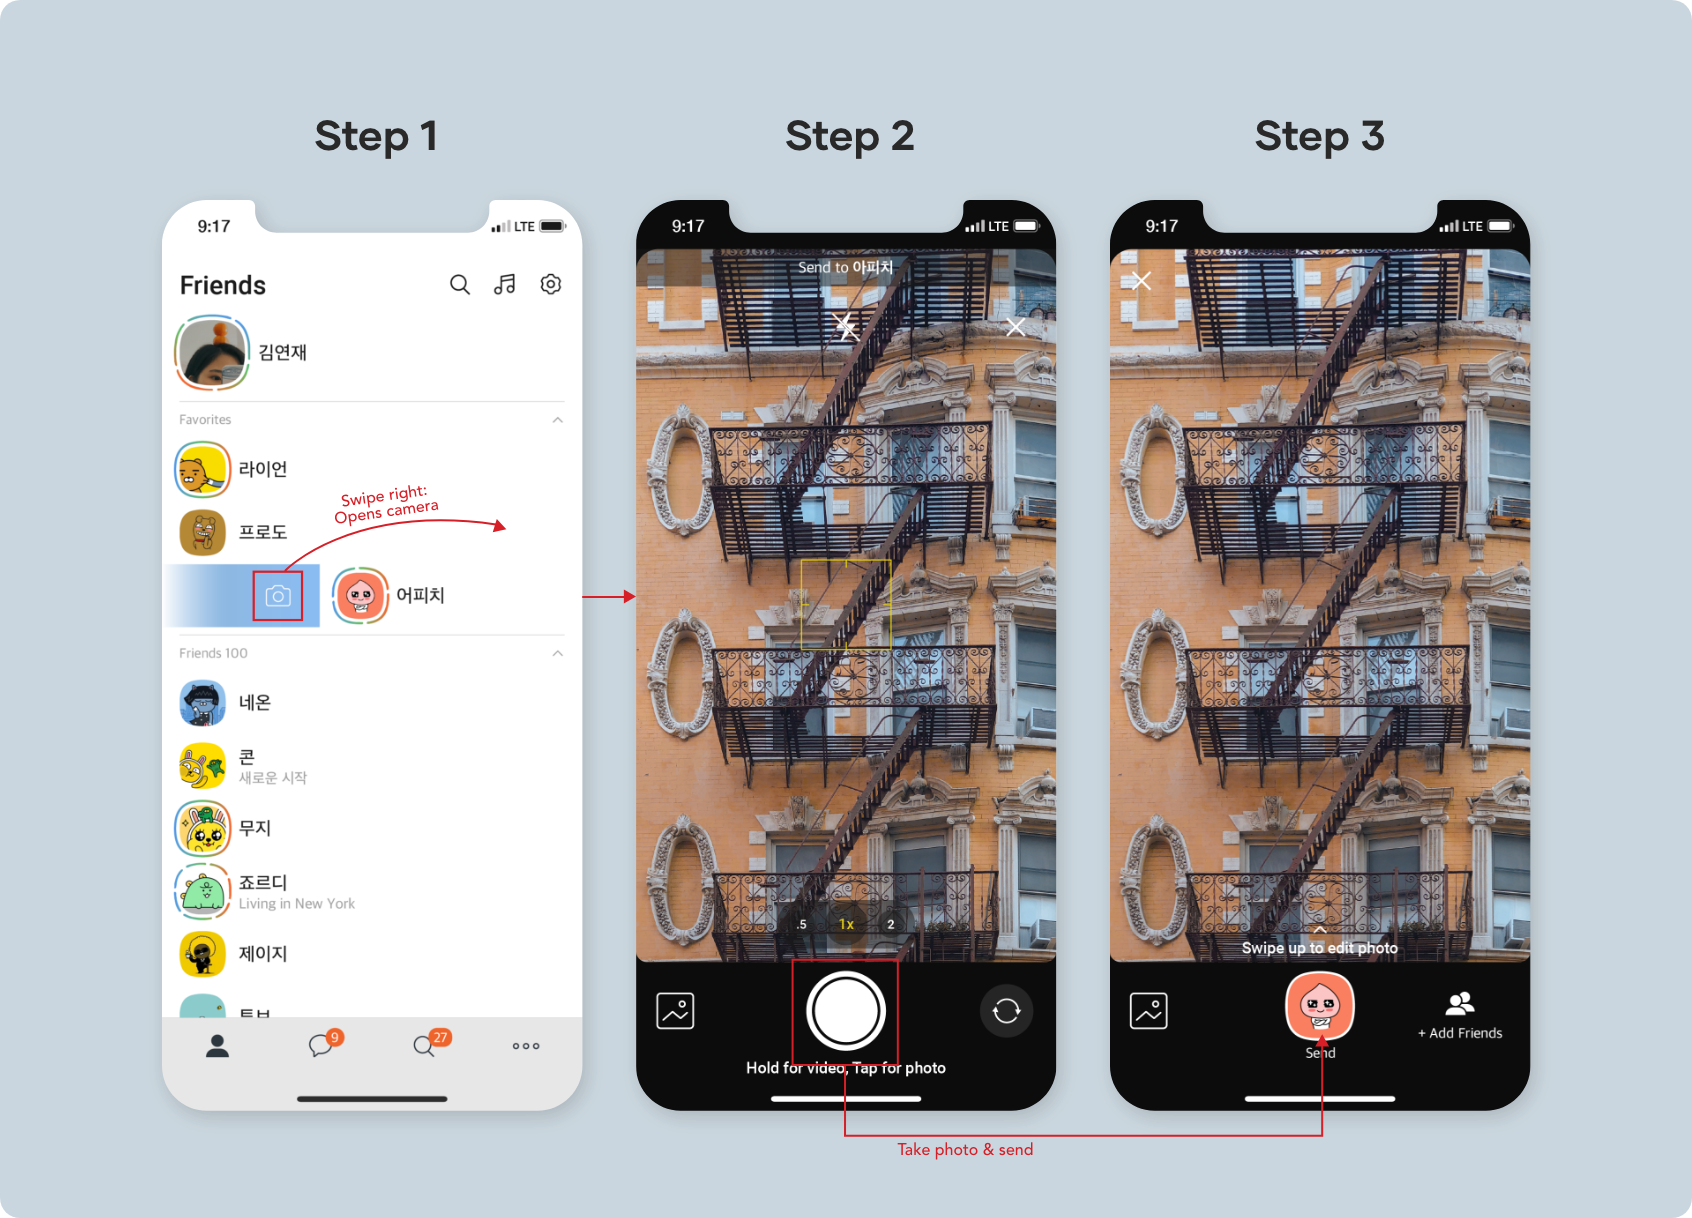 Step 1
Step 2
Step 3
9:17
LTE
Friends
김연재
Favorites
라이언
Swipe right:
Opens camera
프로도
어피치
Friends 100
네온
콘
새로운 시작
무지
죠르디
Living in New York
제이지
9
27
9:17
LTE
Send to 아피치
.5
1x
2
Hold for video, Tap for photo
9:17
LTE
Swipe up to edit photo
Send
+ Add Friends
Take photo & send